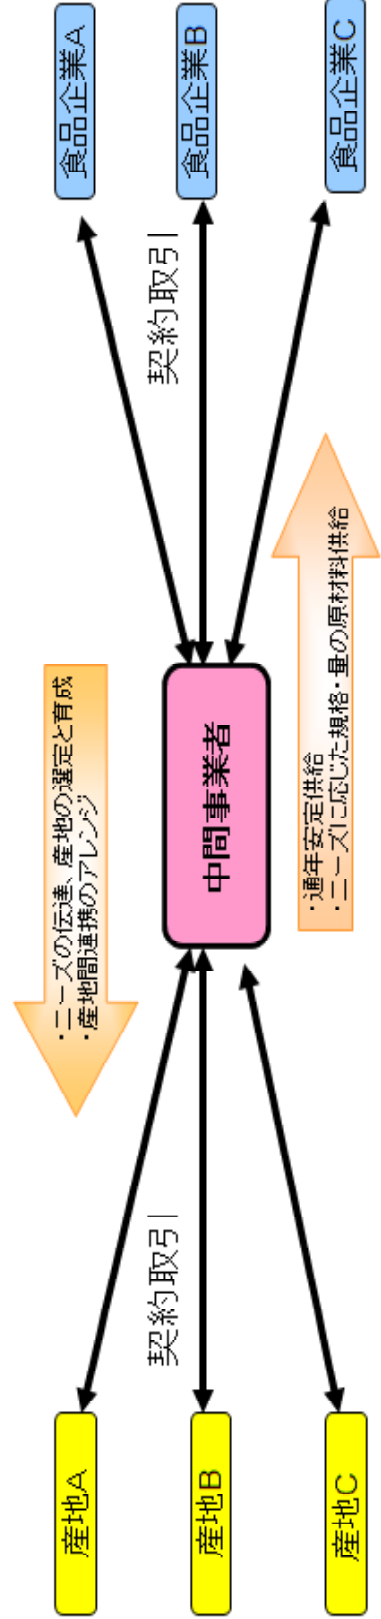 ・ニーズの伝達、産地の選定と育成
・産地間連携のアレンジ
産地A
産地B
産地C
契約取引
中間事業者
契約取引
食品企業A
食品企業B
食品企業C
・通年安定供給
・ニーズに応じた規格・量の原材料供給